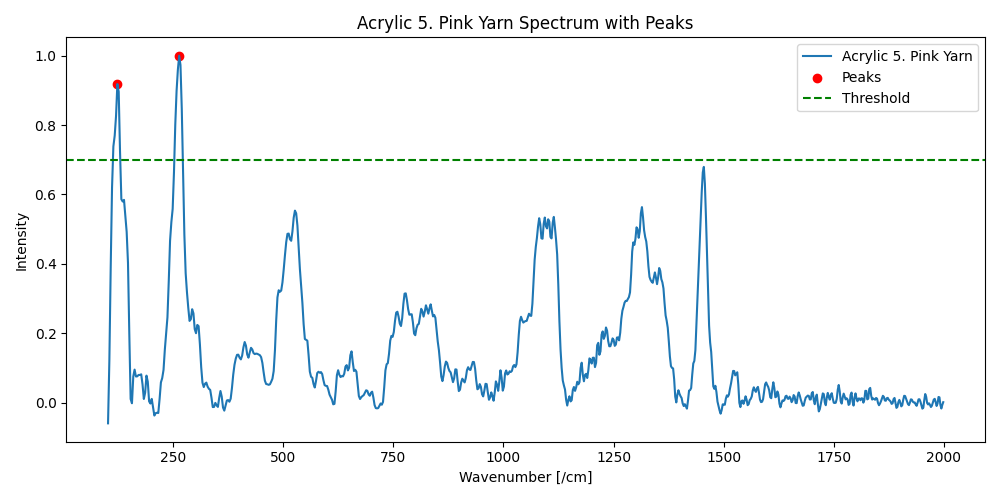 Acrylic 5. Pink Yarn Spectrum with Peaks
Acrylic 5. Pink Yarn
Peaks
Threshold
Intensity
1.0
0.8
0.6
0.4
0.2
0.0
250 500 750 1000 1250 1500 1750 2000
Wavenumber [/cm]